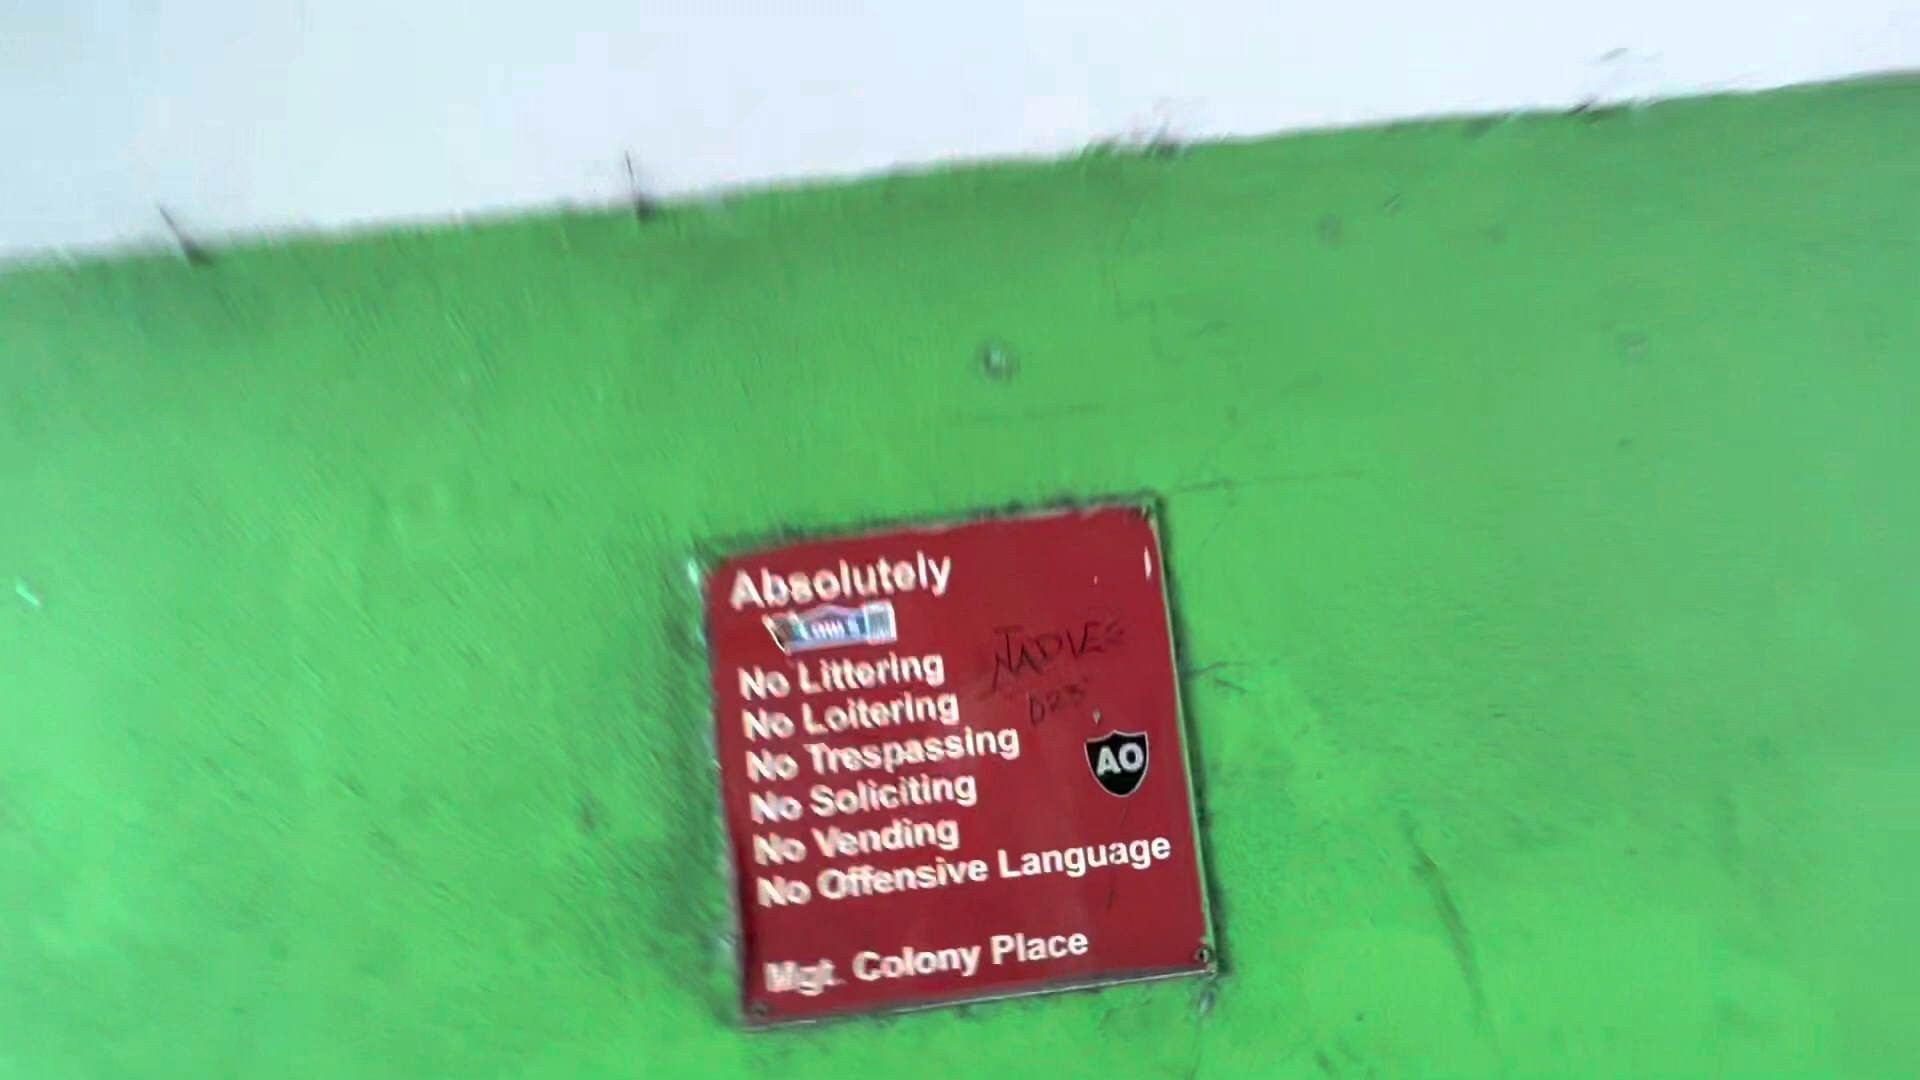 Absolutely
No Littering
No Loitering
No Trespassing
AO
No Soliciting
No Vending
No Offensive Language
Mgt. Colony Place